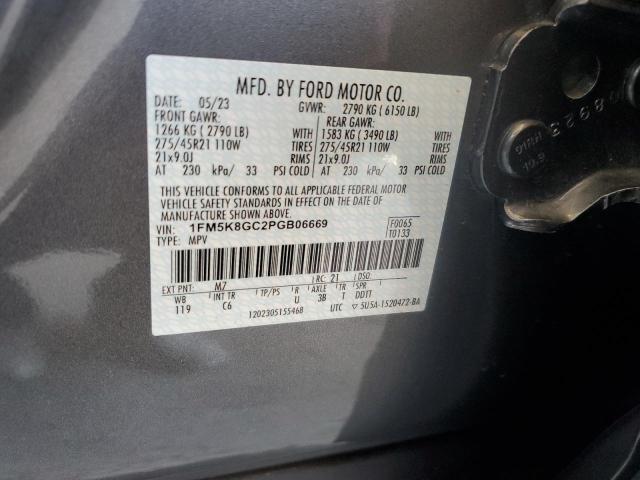 MFD. BY FORD MOTOR CO.
05/23 GVWR: 2790 KG ( 6150 LB)
FRONT GAWR: REAR GAWR:
1266 KG ( 2790 LB) WITH 1583 KG ( 3490 LB) WITH
275/45R21 110W TIRES 275/45R21 110W TIRES
21x9.0J RIMS 21x9.0J RIMS
AT 230 kPa/ 33 PSI COLD AT 230 kPa/ 33 PSI COLD
THIS VEHICLE CONFORMS TO ALL APPLICABLE FEDERAL MOTOR
VEHICLE SAFETY STANDARDS IN EFFECT ON THE DATE OF
MANUFACTURE SHOWN ABOVE.
VIN: 1FM5K8GC2PGB06669 F0065
TYPE: MPV T0133
EXT PNT: M7 RC: 21 DSO:
WB INT TR TP/PS R AXLE TR SPR
119 C6 U 3B T DDTT
1202305155468 UTC ▽ 5U5A-1520472-BA